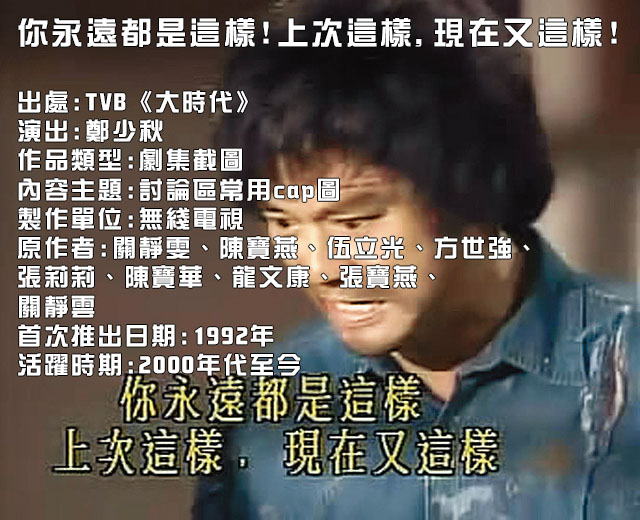 你永遠都是這樣!上次這樣,現在又這樣!
出處:TVB《大時代》
演出:鄭少秋
作品類型:劇集截圖
內容主題:討論區常用cap圖
製作單位:無綫電視
原作者:關靜雯、陳寶燕、伍立光、方世強、
張莉莉、陳寶華、龍文康、張寶燕、
關靜雲
首次推出日期:1992年
活躍時期:2000年代至今
你永遠都是這樣
上次這樣,現在又這樣